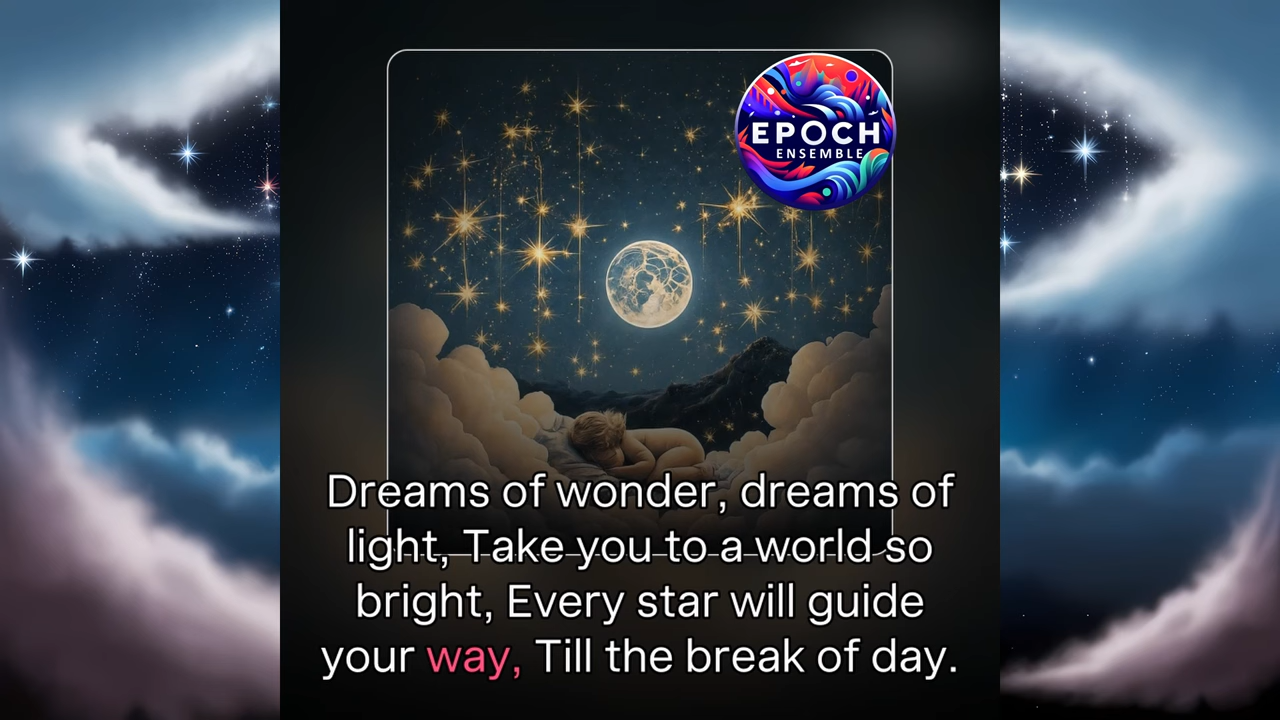 EPOCH
ENSEMBLE
Dreams of wonder, dreams of
light, Take you to a world so
bright, Every star will guide
your way, Till the break of day.